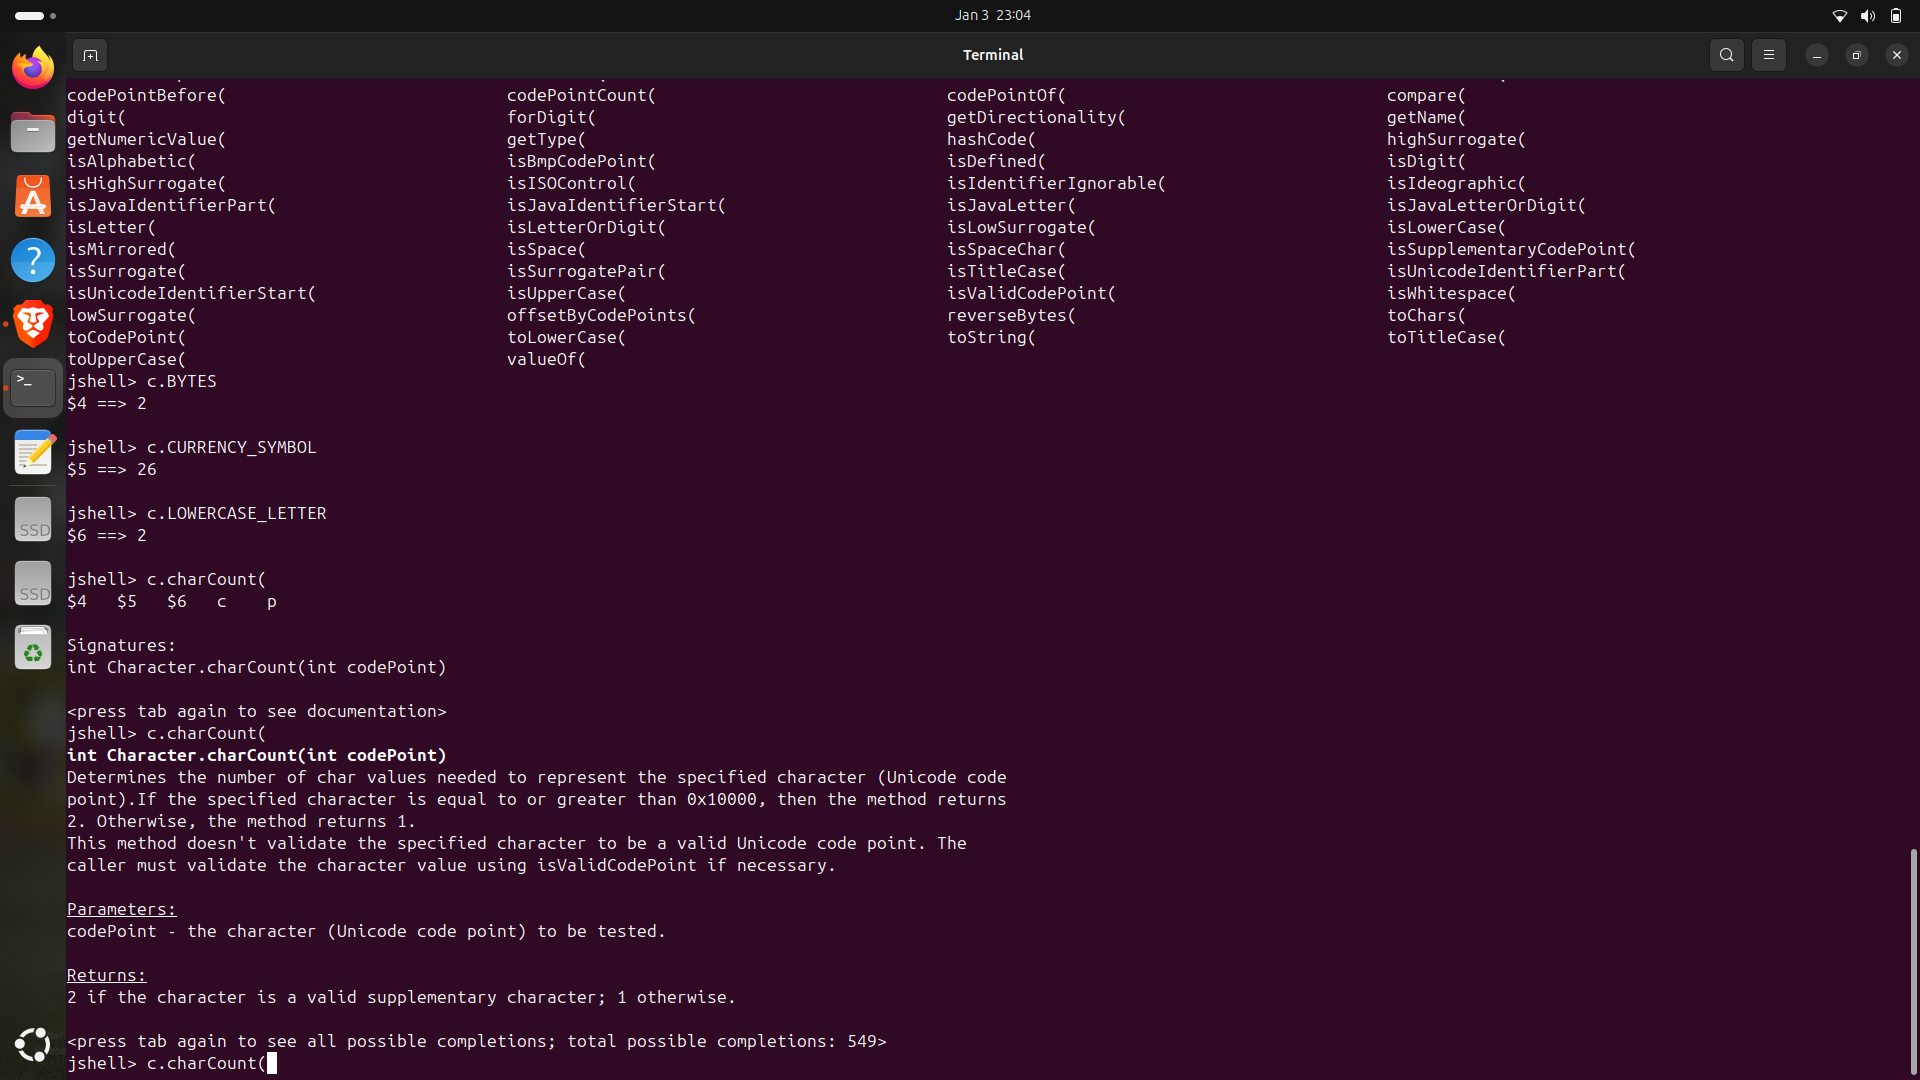 Jan 3 23:04
Terminal
codePointBefore( codePointCount( codePointOf( compare(
digit( forDigit( getDirectionality( getName(
getNumericValue( getType( hashCode( highSurrogate(
isAlphabetic( isBmpCodePoint( isDefined( isDigit(
isHighSurrogate( isISOControl( isIdentifierIgnorable( isIdeographic(
isJavaIdentifierPart( isJavaIdentifierStart( isJavaLetter( isJavaLetterOrDigit(
isLetter( isLetterOrDigit( isLowSurrogate( isLowerCase(
isMirrored( isSpace( isSpaceChar( isSupplementaryCodePoint(
isSurrogate( isSurrogatePair( isTitleCase( isUnicodeIdentifierPart(
isUnicodeIdentifierStart( isUpperCase( isValidCodePoint( isWhitespace(
lowSurrogate( offsetByCodePoints( reverseBytes( toChars(
toCodePoint( toLowerCase( toString( toTitleCase(
toUpperCase( valueOf(
jshell> c.BYTES
$4 ==> 2
jshell> c.CURRENCY_SYMBOL
$5 ==> 26
jshell> c.LOWERCASE_LETTER
$6 ==> 2
jshell> c.charCount(
$4 $5 $6 c p
Signatures:
int Character.charCount(int codePoint)
<press tab again to see documentation>
jshell> c.charCount(
int Character.charCount(int codePoint)
Determines the number of char values needed to represent the specified character (Unicode code
point).If the specified character is equal to or greater than 0x10000, then the method returns
2. Otherwise, the method returns 1.
This method doesn't validate the specified character to be a valid Unicode code point. The
caller must validate the character value using isValidCodePoint if necessary.
Parameters:
codePoint - the character (Unicode code point) to be tested.
Returns:
2 if the character is a valid supplementary character; 1 otherwise.
<press tab again to see all possible completions; total possible completions: 549>
jshell> c.charCount(
SSD
SSD